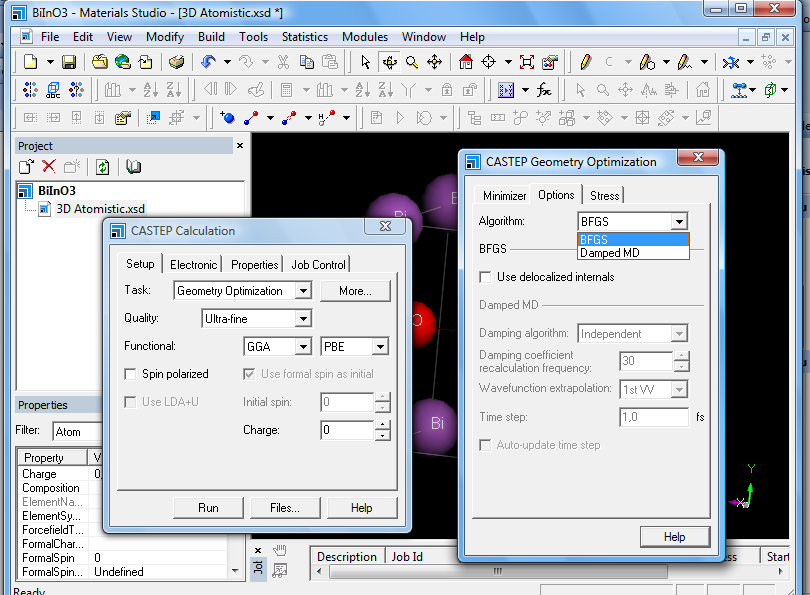 BiInO3 - Materials Studio - [3D Atomistic.xsd *]
File Edit View Modify Build Tools Statistics Modules Window Help
Project
BiInO3
3D Atomistic.xsd
CASTEP Calculation
Setup Electronic Properties Job Control
Task: Geometry Optimization More...
Quality: Ultra-fine
Functional: GGA PBE
Spin polarized Use formal spin as initial
Use LDA+U Initial spin: 0
Charge: 0
Run Files... Help
CASTEP Geometry Optimization
Minimizer Options Stress
Algorithm: BFGS
BFGS
Damped MD
BFGS
Use delocalized internals
Damped MD
Damping algorithm: Independent
Damping coefficient
recalculation frequency: 30
Wavefunction extrapolation: 1st VV
Time step: 1,0 fs
Auto-update time step
Help
Bi
Bi
Y
X
Properties
Filter: Atom
Property V
Charge 0,
Composition
ElementNa...
ElementSy...
ForcefieldT...
FormalChar...
FormalSpin 0
FormalSpin... Undefined
Job
Description Job Id ss Start
Ready